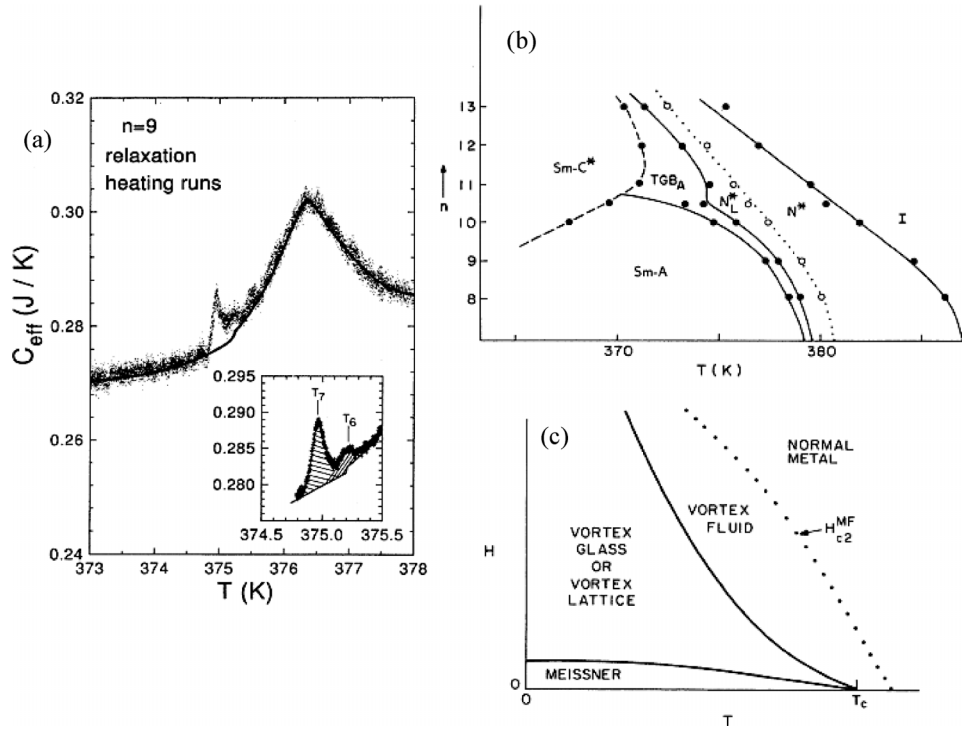 (a)
n=9
relaxation
heating runs
C_eff (J / K)
0.32
0.30
0.28
0.26
0.24
373
374
375
376
377
378
T (K)
T_7
T_6
0.295
0.290
0.285
0.280
374.5
375.0
375.5
(b)
n
13
12
11
10
9
8
Sm-C*
TGB_A
N_L*
N*
I
Sm-A
370
380
T(K)
(c)
NORMAL
METAL
VORTEX
FLUID
H_c2^MF
VORTEX
GLASS
OR
VORTEX
LATTICE
MEISSNER
H
0
0
T_c
T